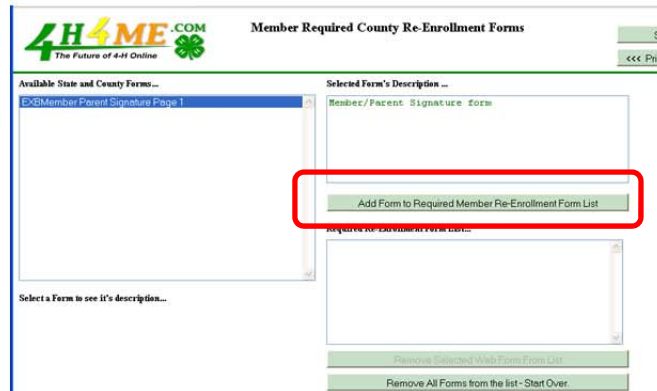 4H4ME.COM
The Future of 4-H Online
Member Required County Re-Enrollment Forms
S
<<< Pri
Available State and County Forms...
EXBMember Parent Signature Page 1
Selected Form's Description ...
Member/Parent Signature form
Add Form to Required Member Re-Enrollment Form List
Required Re-Enrollment Form List...
Select a Form to see it's description...
Remove Selected Web Form From List
Remove All Forms from the list - Start Over.